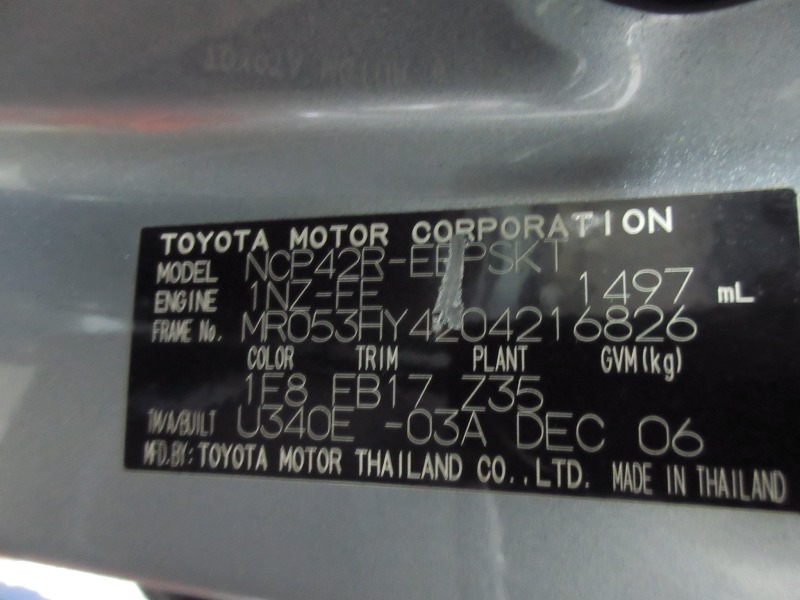 TOYOTA MOTOR CORPORATION
MODEL NCP42R-EEPSKT
ENGINE 1NZ-FE 1497 mL
FRAME No. MR053HY4204216826
COLOR TRIM PLANT GVM(kg)
1E8 FB17 Z35
TM/A/BUILT U340E -03A DEC 06
MFD.BY: TOYOTA MOTOR THAILAND CO.,LTD. MADE IN THAILAND